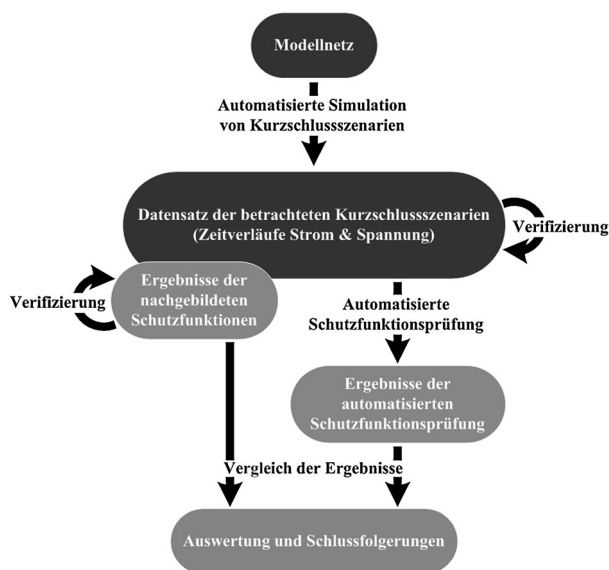 Modellnetz
Automatisierte Simulation
von Kurzschlussszenarien
Datensatz der betrachteten Kurzschlussszenarien
(Zeitverläufe Strom & Spannung)
Verifizierung
Ergebnisse der
nachgebildeten
Schutzfunktionen
Verifizierung
Automatisierte
Schutzfunktionsprüfung
Ergebnisse der
automatisierten
Schutzfunktionsprüfung
Vergleich der Ergebnisse
Auswertung und Schlussfolgerungen